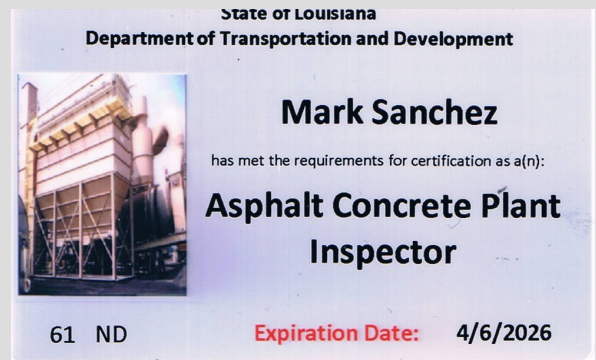 State of Louisiana
Department of Transportation and Development
Mark Sanchez
has met the requirements for certification as a(n):
Asphalt Concrete Plant
Inspector
61 ND
Expiration Date: 4/6/2026